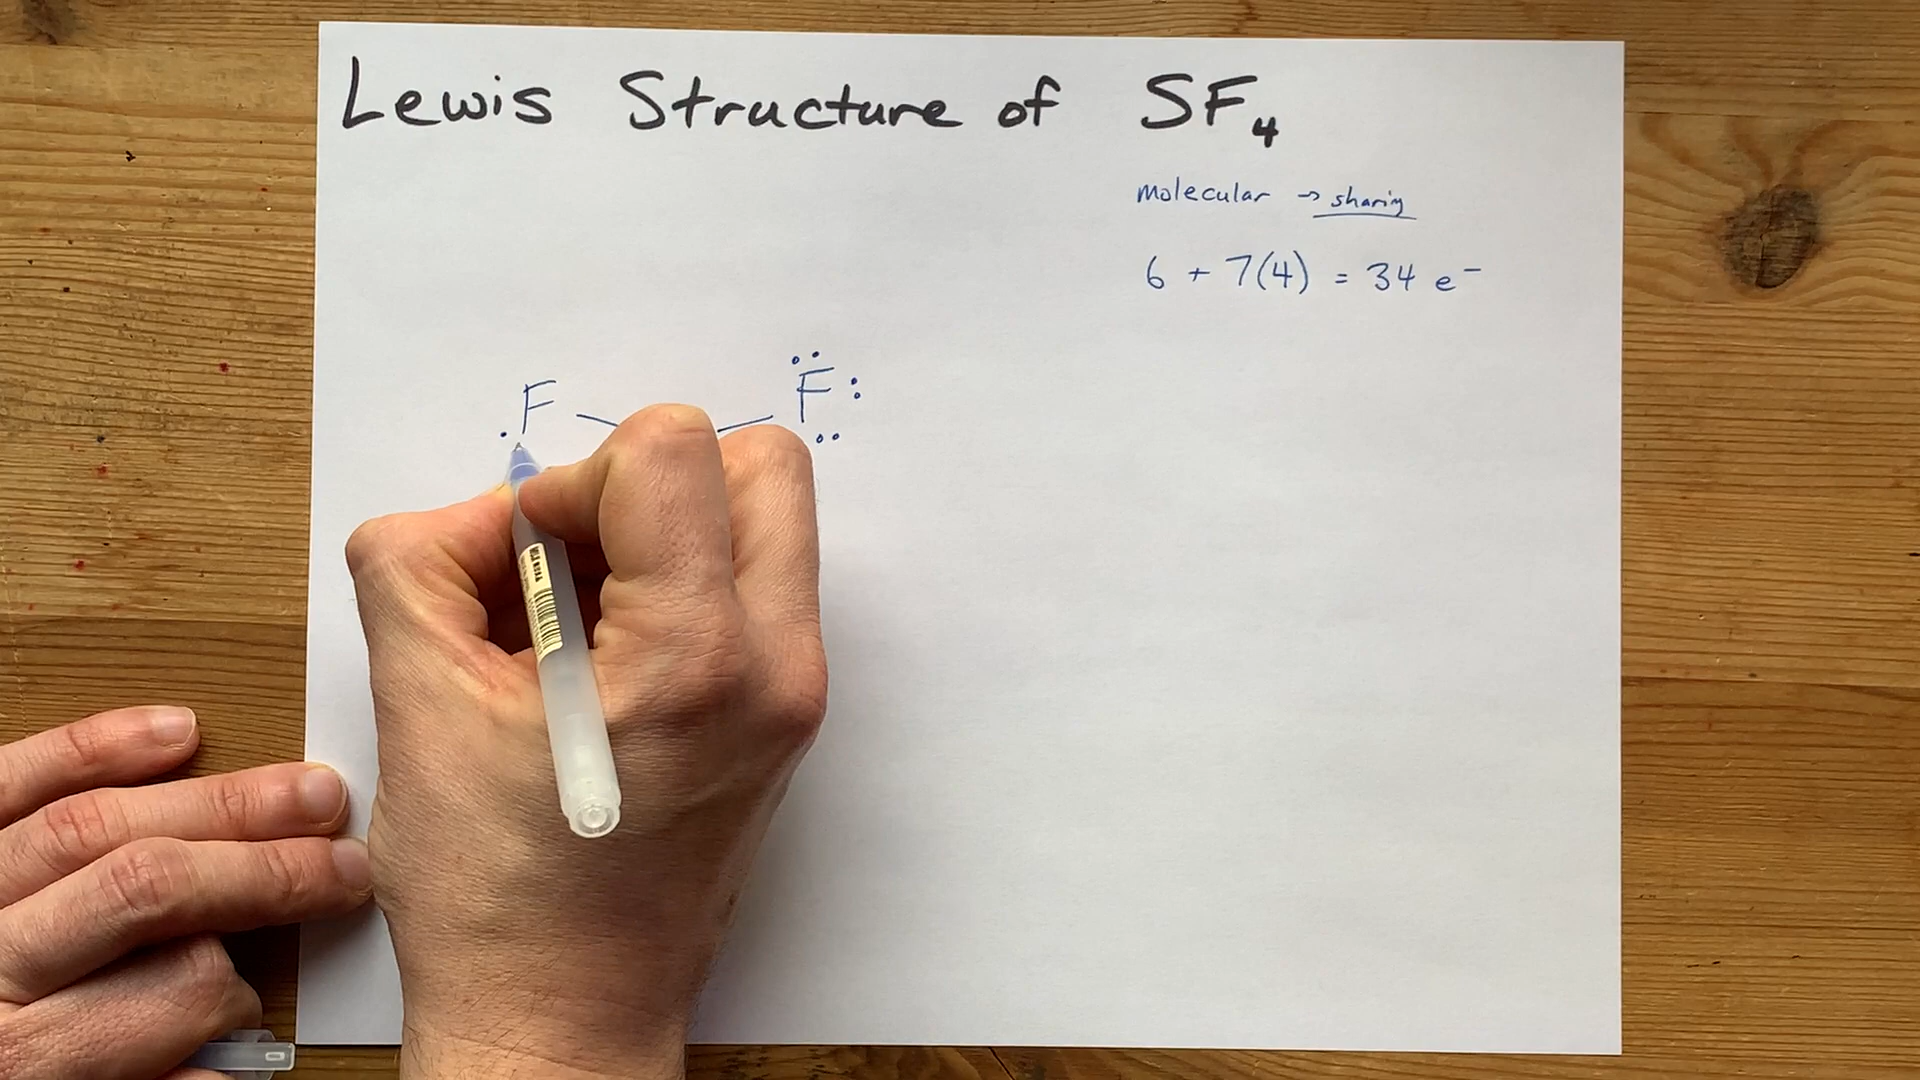 Lewis Structure of SF₄
molecular → sharing
6 + 7(4) = 34 e⁻
F F